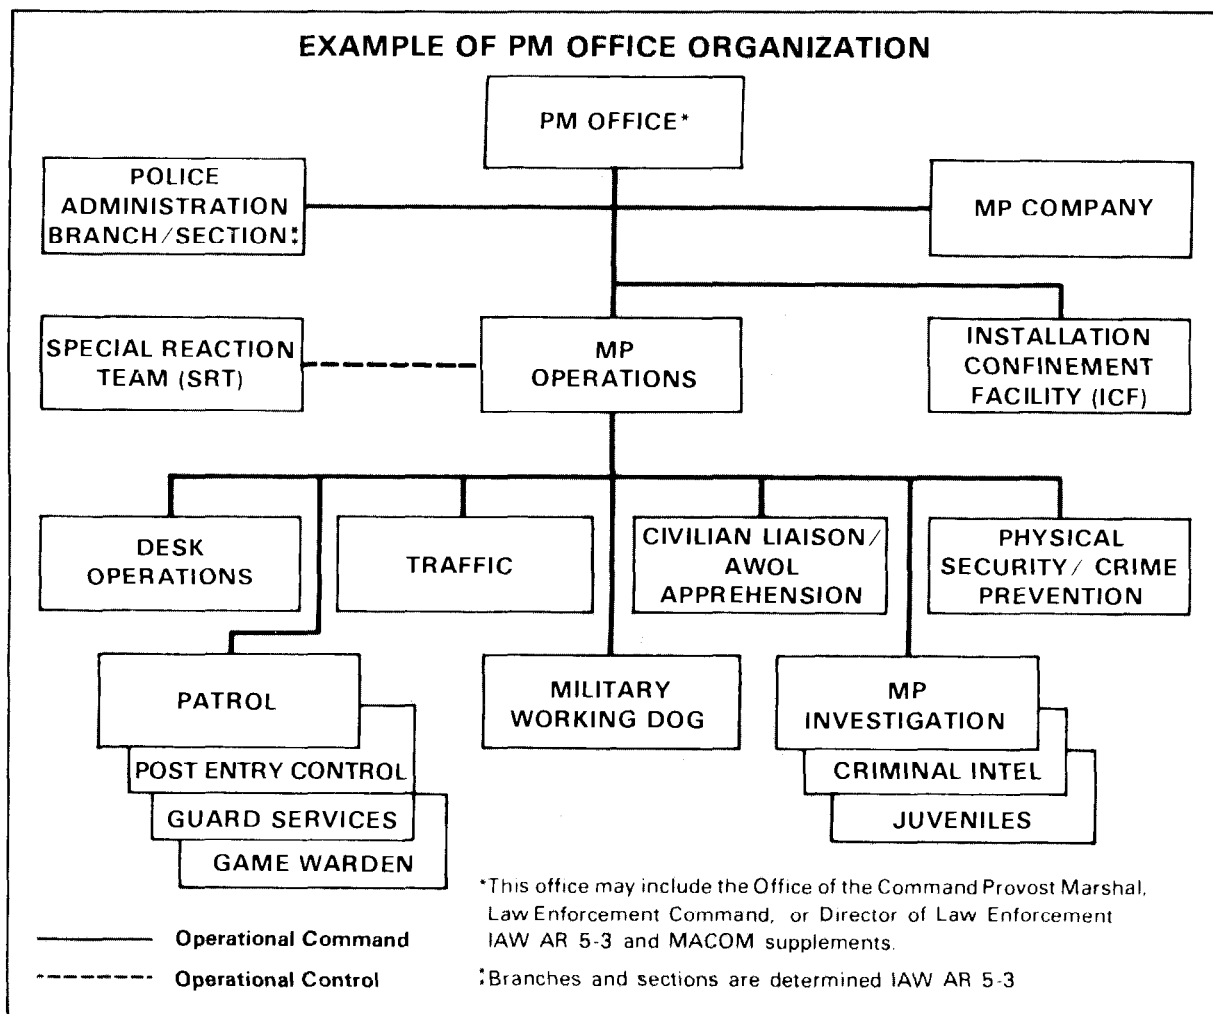 EXAMPLE OF PM OFFICE ORGANIZATION
PM OFFICE*
POLICE
ADMINISTRATION
BRANCH/SECTION:
MP COMPANY
SPECIAL REACTION
TEAM (SRT)
MP
OPERATIONS
INSTALLATION
CONFINEMENT
FACILITY (ICF)
DESK
OPERATIONS
TRAFFIC
CIVILIAN LIAISON/
AWOL
APPREHENSION
PHYSICAL
SECURITY/ CRIME
PREVENTION
PATROL
POST ENTRY CONTROL
GUARD SERVICES
GAME WARDEN
MILITARY
WORKING DOG
MP
INVESTIGATION
CRIMINAL INTEL
JUVENILES
*This office may include the Office of the Command Provost Marshal,
Law Enforcement Command, or Director of Law Enforcement
IAW AR 5-3 and MACOM supplements.
:Branches and sections are determined IAW AR 5-3
Operational Command
Operational Control